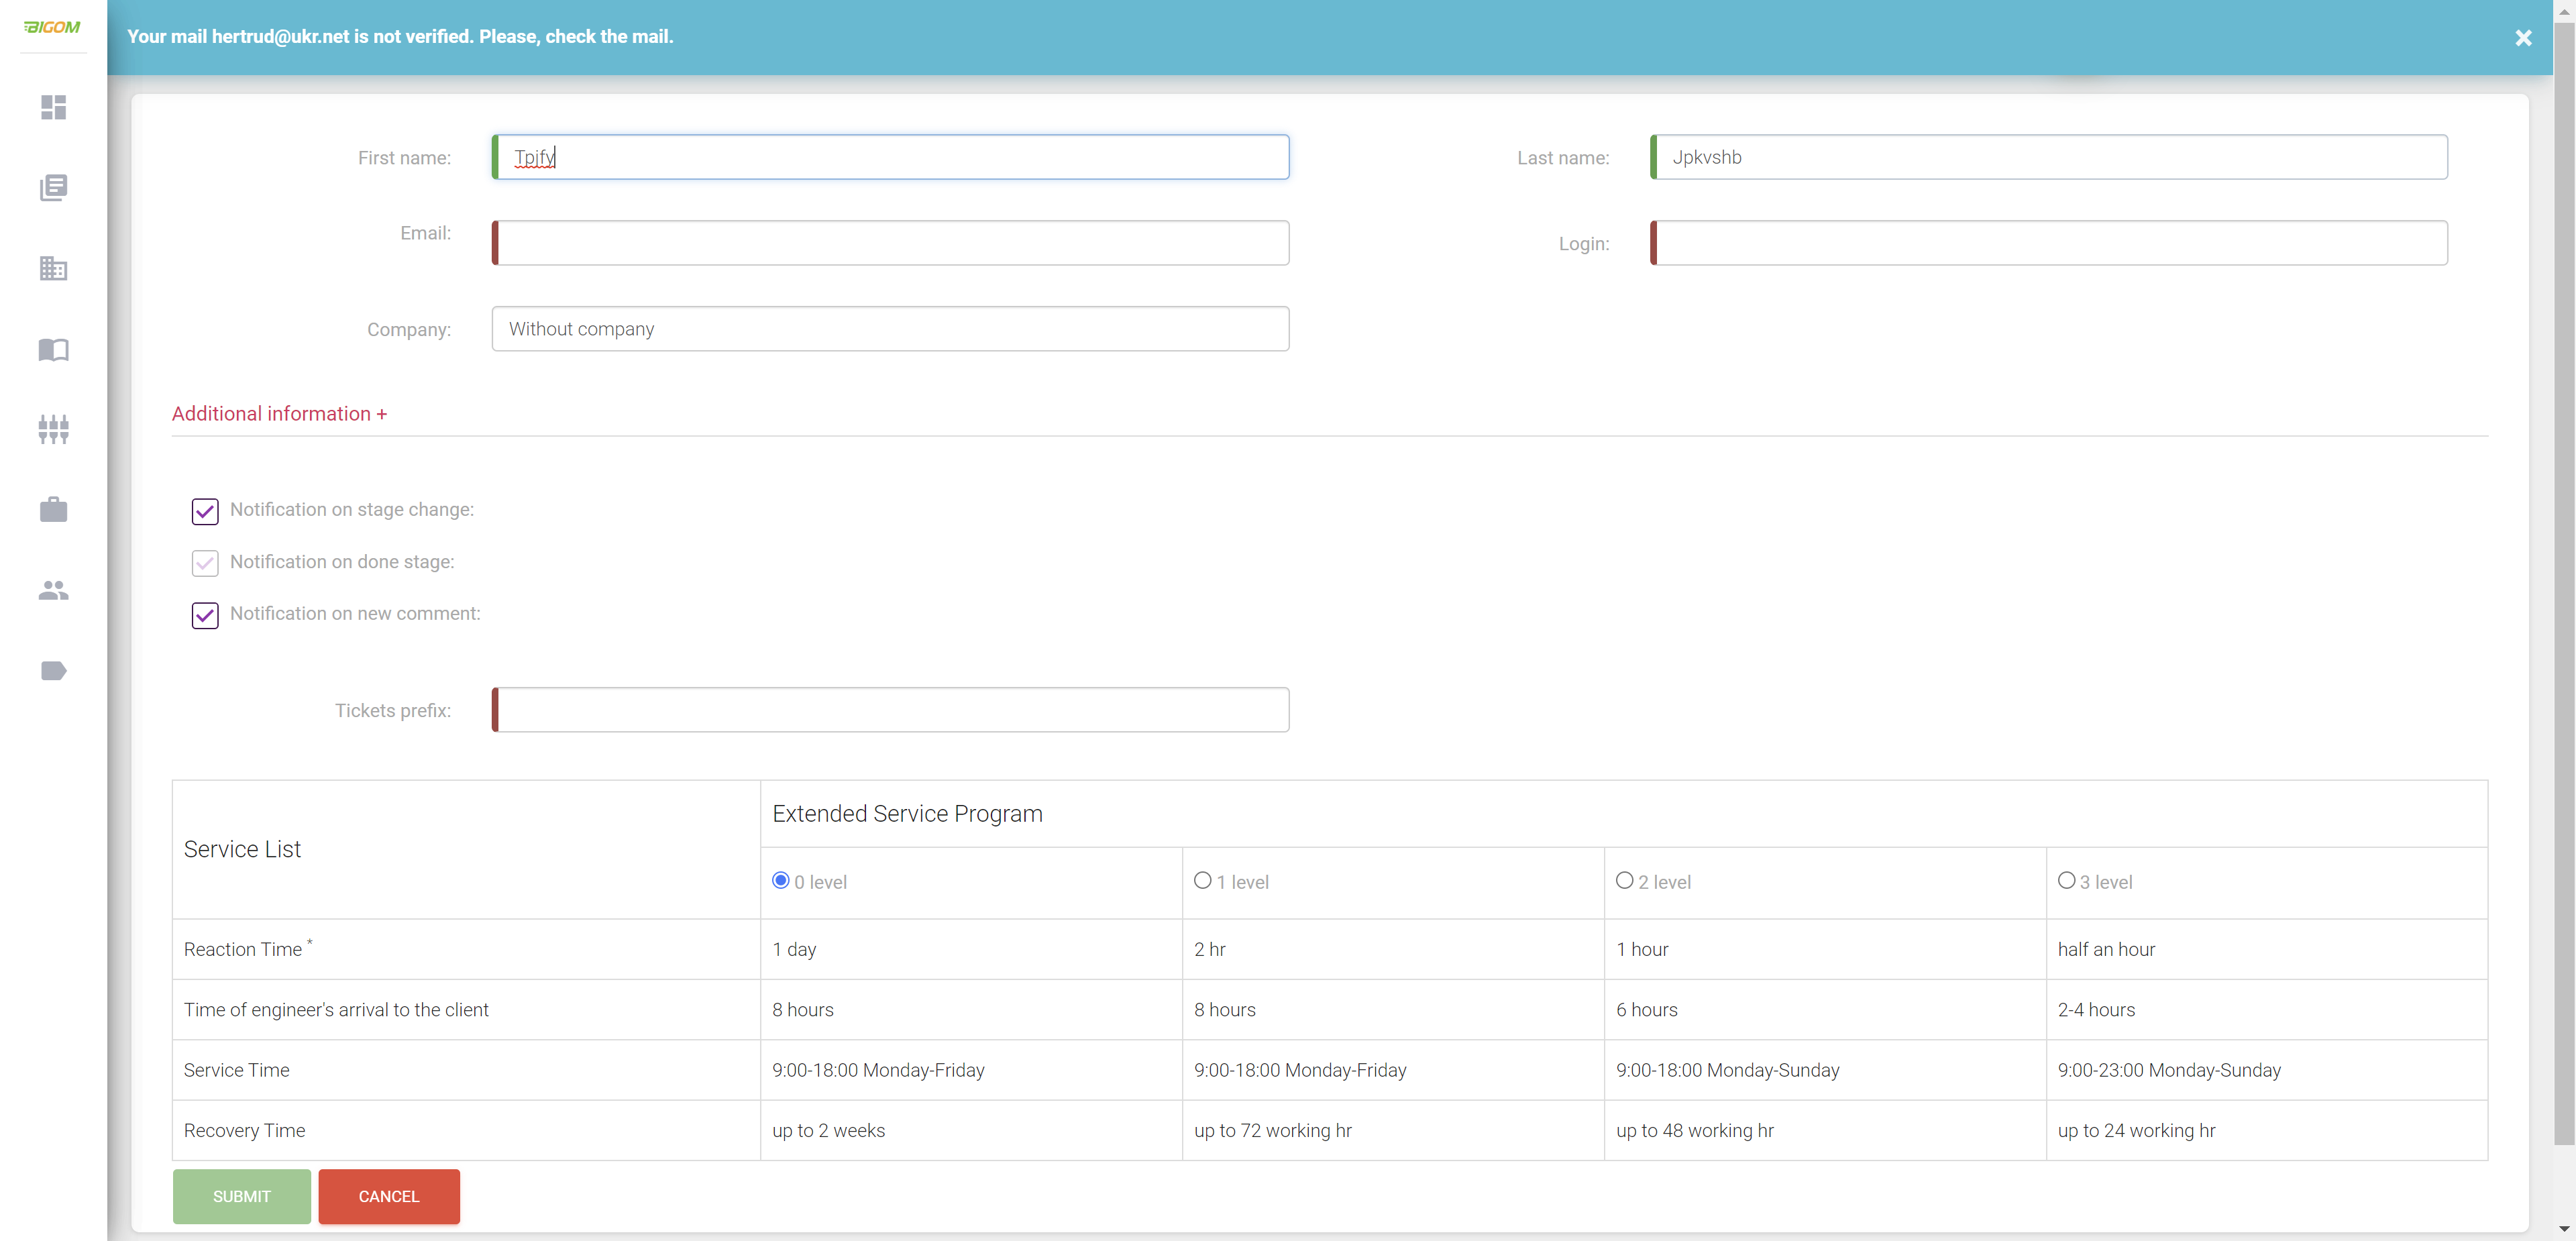 BIGOM
Your mail hertrud@ukr.net is not verified. Please, check the mail.
First name: Tpjfy Last name: Jpkvshb
Email: Login:
Company: Without company
Additional information +
Notification on stage change:
Notification on done stage:
Notification on new comment:
Tickets prefix:
Service List Extended Service Program
0 level 1 level 2 level 3 level
Reaction Time * 1 day 2 hr 1 hour half an hour
Time of engineer's arrival to the client 8 hours 8 hours 6 hours 2-4 hours
Service Time 9:00-18:00 Monday-Friday 9:00-18:00 Monday-Friday 9:00-18:00 Monday-Sunday 9:00-23:00 Monday-Sunday
Recovery Time up to 2 weeks up to 72 working hr up to 48 working hr up to 24 working hr
SUBMIT CANCEL